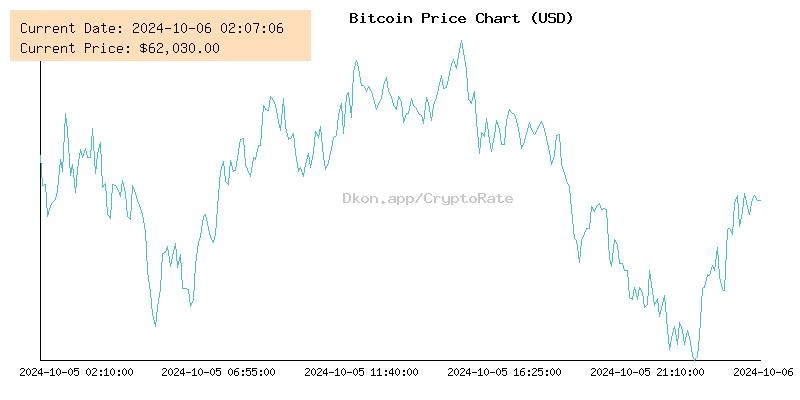 Bitcoin Price Chart (USD)
Current Date: 2024-10-06 02:07:06
Current Price: $62,030.00
Dkon.app/CryptoRate
2024-10-05 02:10:00 2024-10-05 06:55:00 2024-10-05 11:40:00 2024-10-05 16:25:00 2024-10-05 21:10:00 2024-10-06